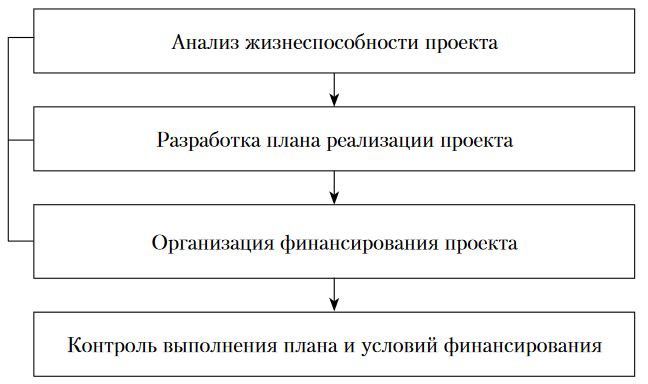 Анализ жизнеспособности проекта
Разработка плана реализации проекта
Организация финансирования проекта
Контроль выполнения плана и условий финансирования